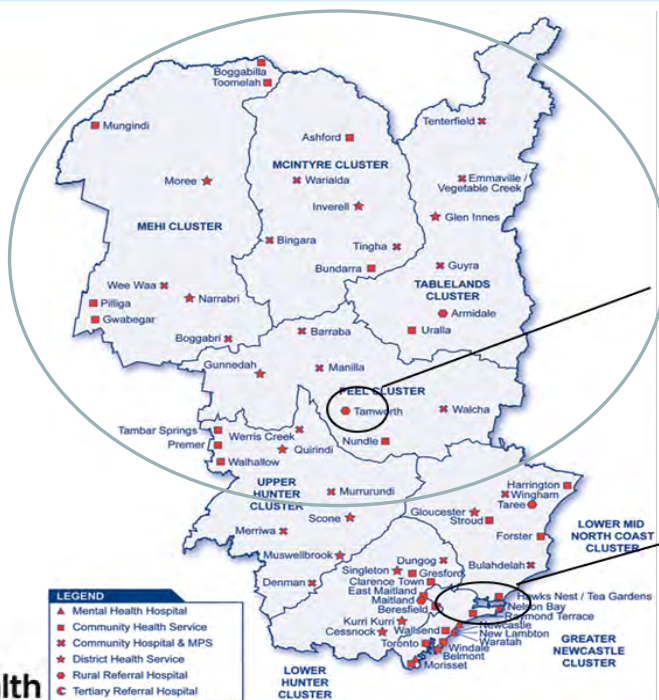 Boggabilla
Toomelah
Mungindi
Ashford
Tenterfield
MCINTYRE CLUSTER
Warialda
Emmaville /
Vegetable Creek
Moree
Inverell
Glen Innes
MEHI CLUSTER
Bingara
Tingha
Bundarra
Guyra
Wee Waa
TABLELANDS
CLUSTER
Narrabri
Pilliga
Gwabegar
Armidale
Uralla
Boggabri
Barraba
Gunnedah
Manilla
PEEL CLUSTER
Tamworth
Walcha
Tambar Springs
Werris Creek
Premer
Nundle
Quirindi
Walhallow
UPPER
HUNTER
CLUSTER
Murrurundi
Harrington
Wingham
Taree
Gloucester
Stroud
Scone
Merriwa
Forster
LOWER MID
NORTH COAST
CLUSTER
Muswellbrook
Dungog
Bulahdelah
Singleton
Gresford
Denman
Clarence Town
East Maitland
Maitland
Beresfield
Hawks Nest / Tea Gardens
Nelson Bay
Raymond Terrace
Kurri Kurri
Cessnock
Wallsend
Newcastle
New Lambton
Waratah
Toronto
Windale
Belmont
Morisset
GREATER
NEWCASTLE
CLUSTER
LOWER
HUNTER
CLUSTER
LEGEND
Mental Health Hospital
Community Health Service
Community Hospital & MPS
District Health Service
Rural Referral Hospital
Tertiary Referral Hospital
alth